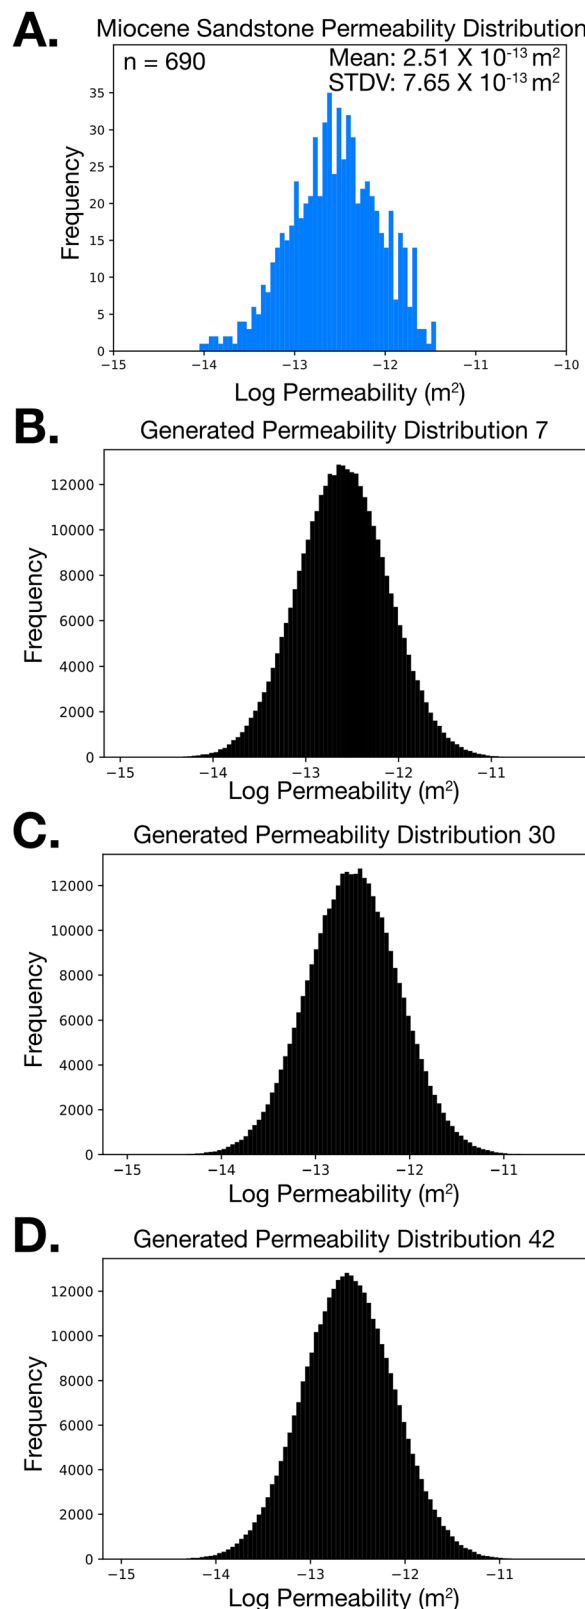 A.
Miocene Sandstone Permeability Distribution
n = 690
Mean: 2.51 X 10⁻¹³ m²
STDV: 7.65 X 10⁻¹³ m²
35
30
25
20
15
10
5
0
Frequency
−15 −14 −13 −12 −11 −10
Log Permeability (m²)
B.
Generated Permeability Distribution 7
12000
10000
8000
6000
4000
2000
0
Frequency
−15 −14 −13 −12 −11
Log Permeability (m²)
C.
Generated Permeability Distribution 30
12000
10000
8000
6000
4000
2000
0
Frequency
−15 −14 −13 −12 −11
Log Permeability (m²)
D.
Generated Permeability Distribution 42
12000
10000
8000
6000
4000
2000
0
Frequency
−15 −14 −13 −12 −11
Log Permeability (m²)